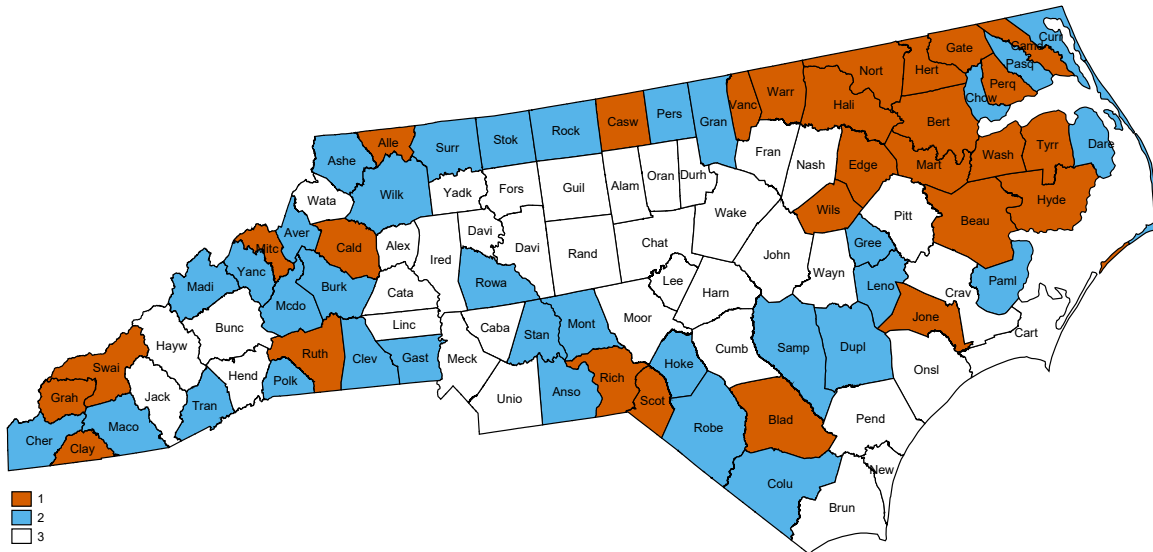 Curr
Camd
Gate
Pasq
Hert
Nort
Perq
Warr
Chow
Vanc
Hali
Casw
Pers
Gran
Bert
Rock
Stok
Surr
Alle
Ashe
Fran
Nash
Wash
Tyrr
Dare
Edge
Mart
Oran
Durh
Alam
Guil
Fors
Yadk
Wilk
Wata
Hyde
Wils
Pitt
Beau
Wake
Aver
Cald
Mitc
Alex
Davi
Davi
Ired
Rand
Chat
John
Gree
Wayn
Yanc
Madi
Burk
Cata
Rowa
Lee
Harn
Leno
Crav
Paml
Mcdo
Bunc
Linc
Caba
Stan
Mont
Moor
Jone
Cart
Hayw
Ruth
Clev
Gast
Meck
Cumb
Samp
Dupl
Swai
Hend
Polk
Hoke
Onsl
Grah
Jack
Tran
Unio
Anso
Rich
Scot
Maco
Cher
Clay
Robe
Blad
Pend
New
Colu
Brun
1
2
3